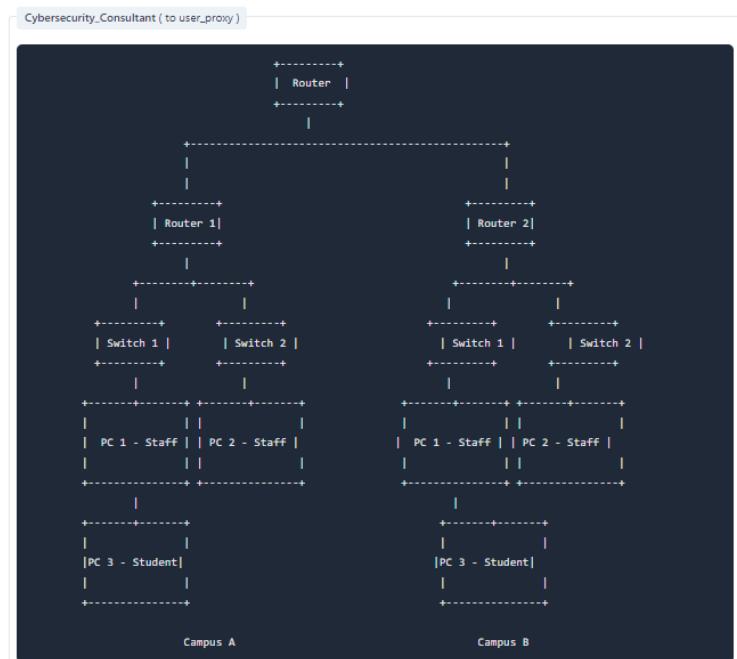 Cybersecurity_Consultant ( to user_proxy )
Router
Router 1 Router 2
Switch 1 Switch 2 Switch 1 Switch 2
PC 1 - Staff PC 2 - Staff PC 1 - Staff PC 2 - Staff
PC 3 - Student PC 3 - Student
Campus A Campus B